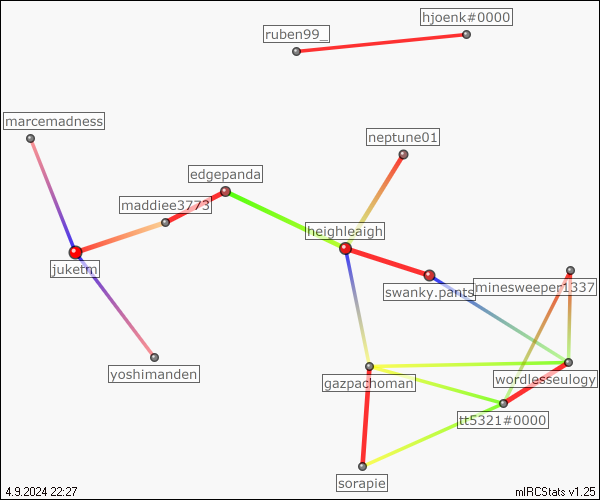 hjoenk#0000
ruben99_
marcemadness
neptune01
edgepanda
maddiee3773
heighleaigh
juketm
minesweeper1337
swanky.pants
yoshimanden
wordlesseulogy
gazpachoman
tt5321#0000
sorapie
4.9.2024 22:27
mIRCStats v1.25